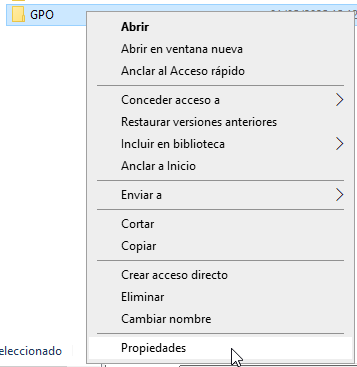 GPO
Abrir
Abrir en ventana nueva
Anclar al Acceso rápido
Conceder acceso a
Restaurar versiones anteriores
Incluir en biblioteca
Anclar a Inicio
Enviar a
Cortar
Copiar
Crear acceso directo
Eliminar
Cambiar nombre
eleccionado
Propiedades